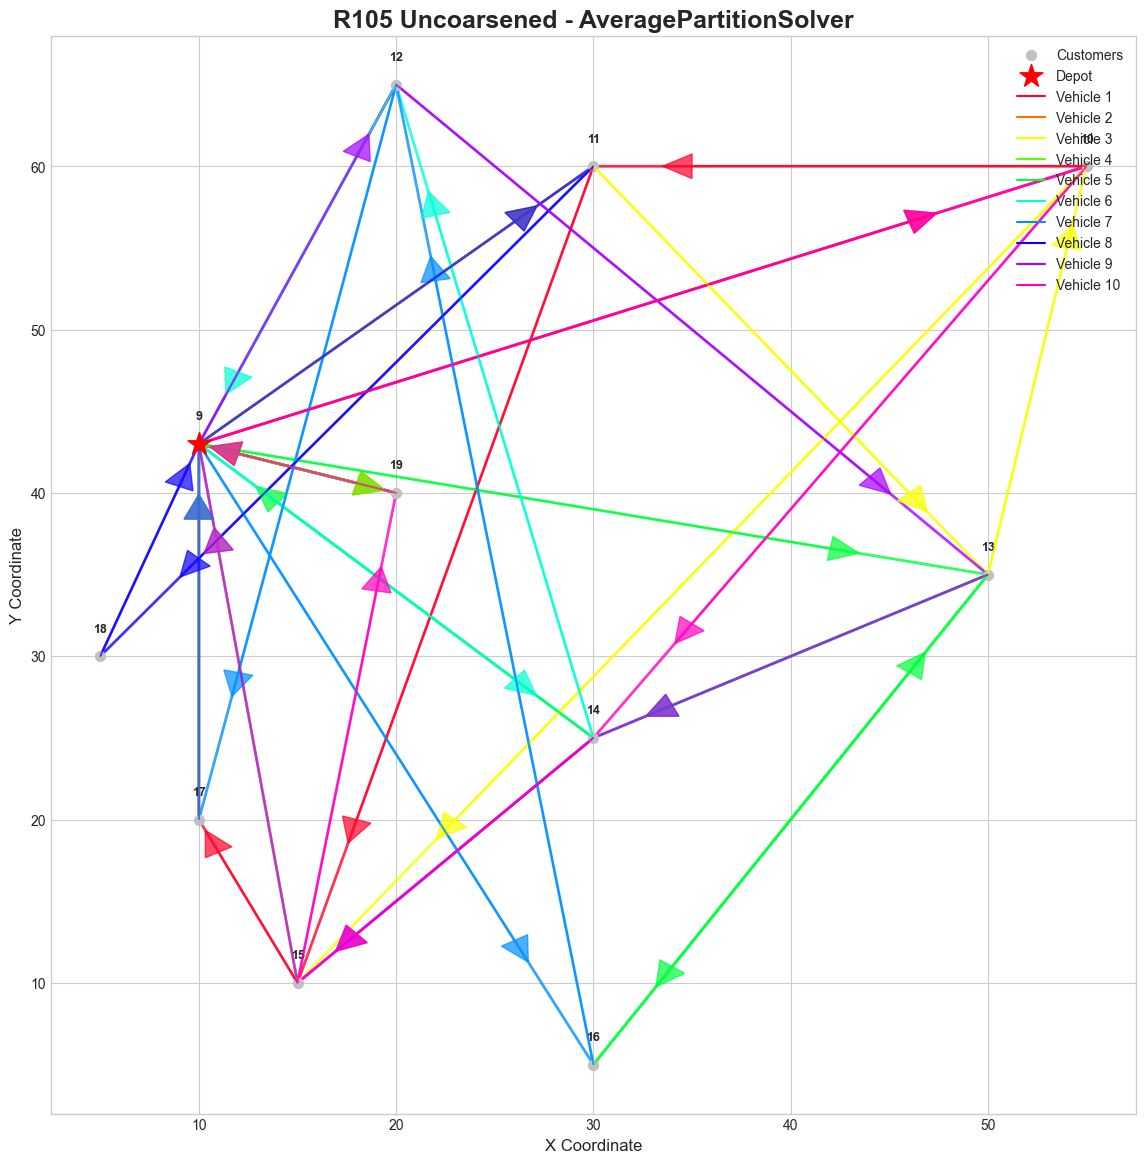 R105 Uncoarsened - AveragePartitionSolver
12
11
10
9
19
13
18
14
17
15
16
Customers
Depot
Vehicle 1
Vehicle 2
Vehicle 3
Vehicle 4
Vehicle 5
Vehicle 6
Vehicle 7
Vehicle 8
Vehicle 9
Vehicle 10
60
50
40
30
20
10
Y Coordinate
10
20
30
40
50
X Coordinate